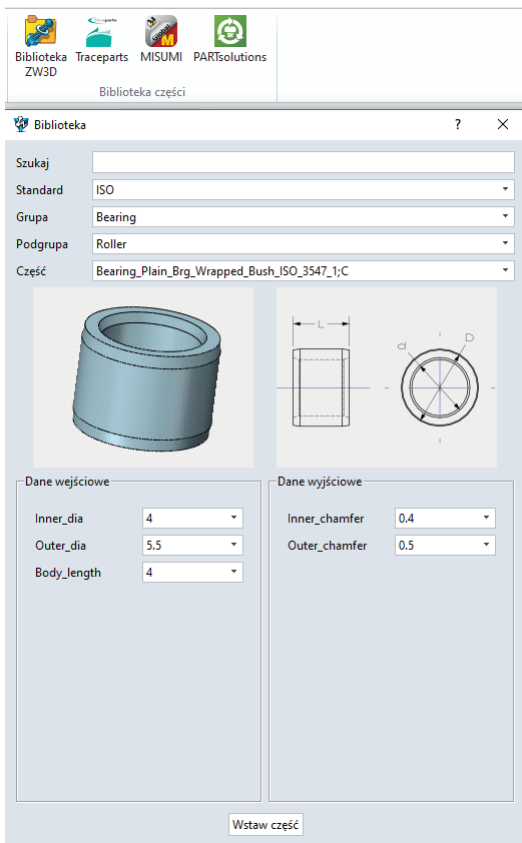 Biblioteka ZW3D
Traceparts
MISUMI
PARTsolutions
Biblioteka części
Biblioteka
?
Szukaj
Standard ISO
Grupa Bearing
Podgrupa Roller
Część Bearing_Plain_Brg_Wrapped_Bush_ISO_3547_1;C
L
d
D
Dane wejściowe
Inner_dia 4
Outer_dia 5.5
Body_length 4
Dane wyjściowe
Inner_chamfer 0.4
Outer_chamfer 0.5
Wstaw część